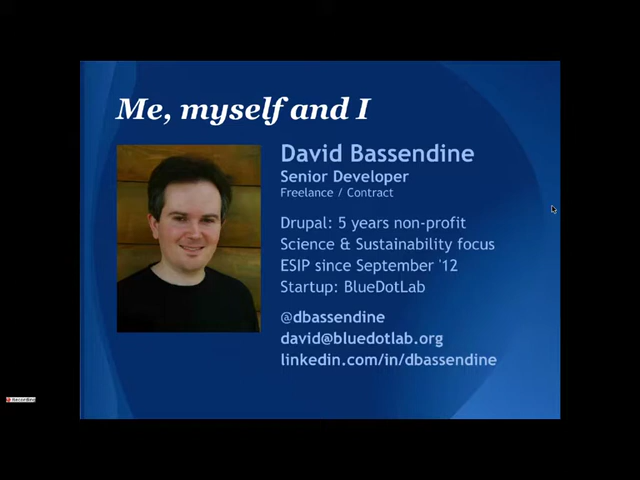 Me, myself and I
David Bassendine
Senior Developer
Freelance / Contract
Drupal: 5 years non-profit
Science & Sustainability focus
ESIP since September '12
Startup: BlueDotLab
@dbassendine
david@bluedotlab.org
linkedin.com/in/dbassendine